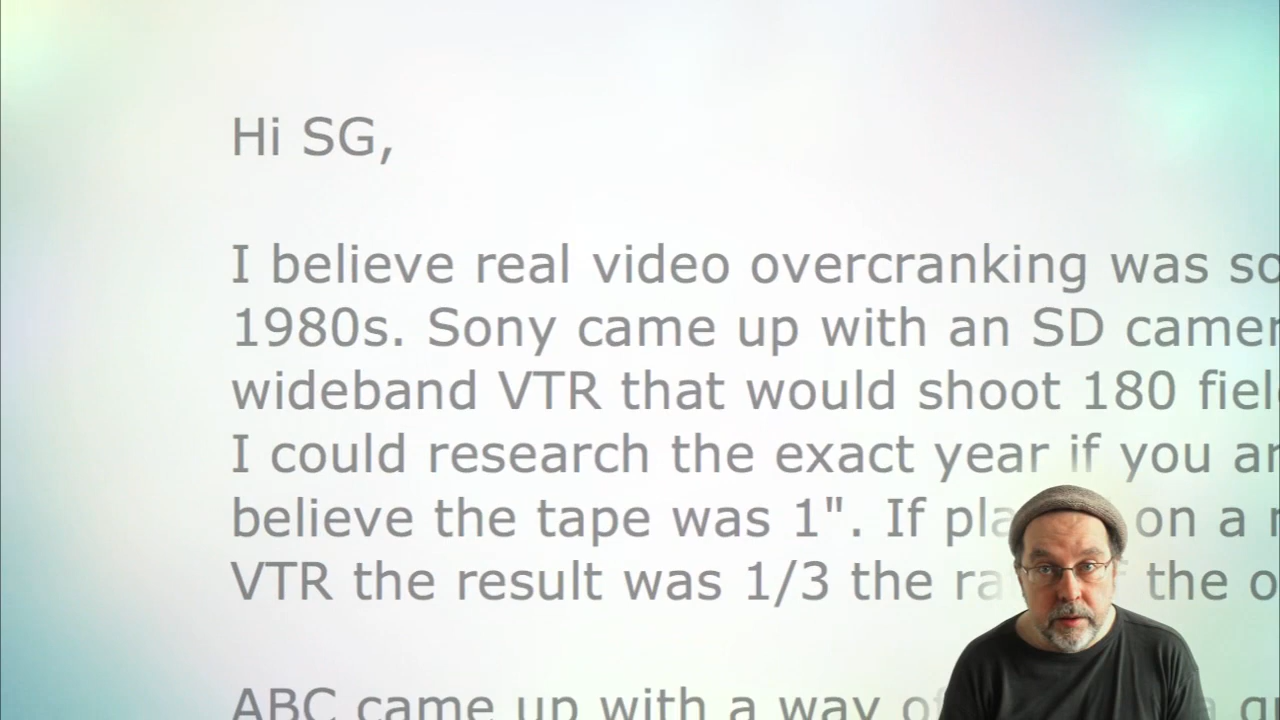 Hi SG,
I believe real video overcranking was so
1980s. Sony came up with an SD camer
wideband VTR that would shoot 180 fiel
I could research the exact year if you ar
believe the tape was 1". If pla on a
VTR the result was 1/3 the ra the o
ABC came up with a way o